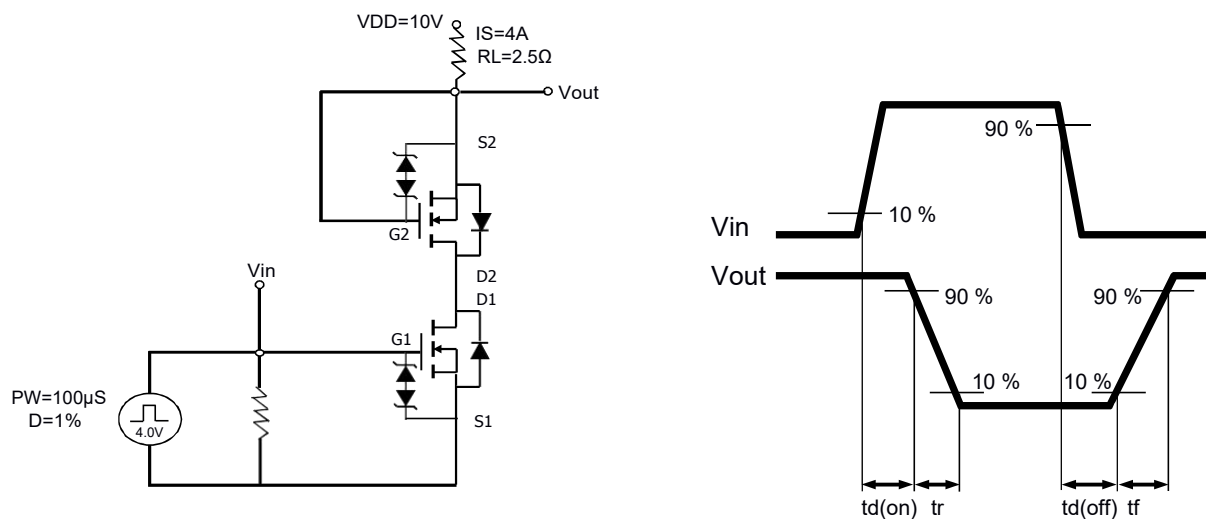 VDD=10V
IS=4A
RL=2.5Ω
Vout
S2
G2
Vin
D2
D1
G1
PW=100μS
D=1%
4.0V
S1
90 %
10 %
Vin
Vout
90 %
90 %
10 %
10 %
td(on)
tr
td(off)
tf